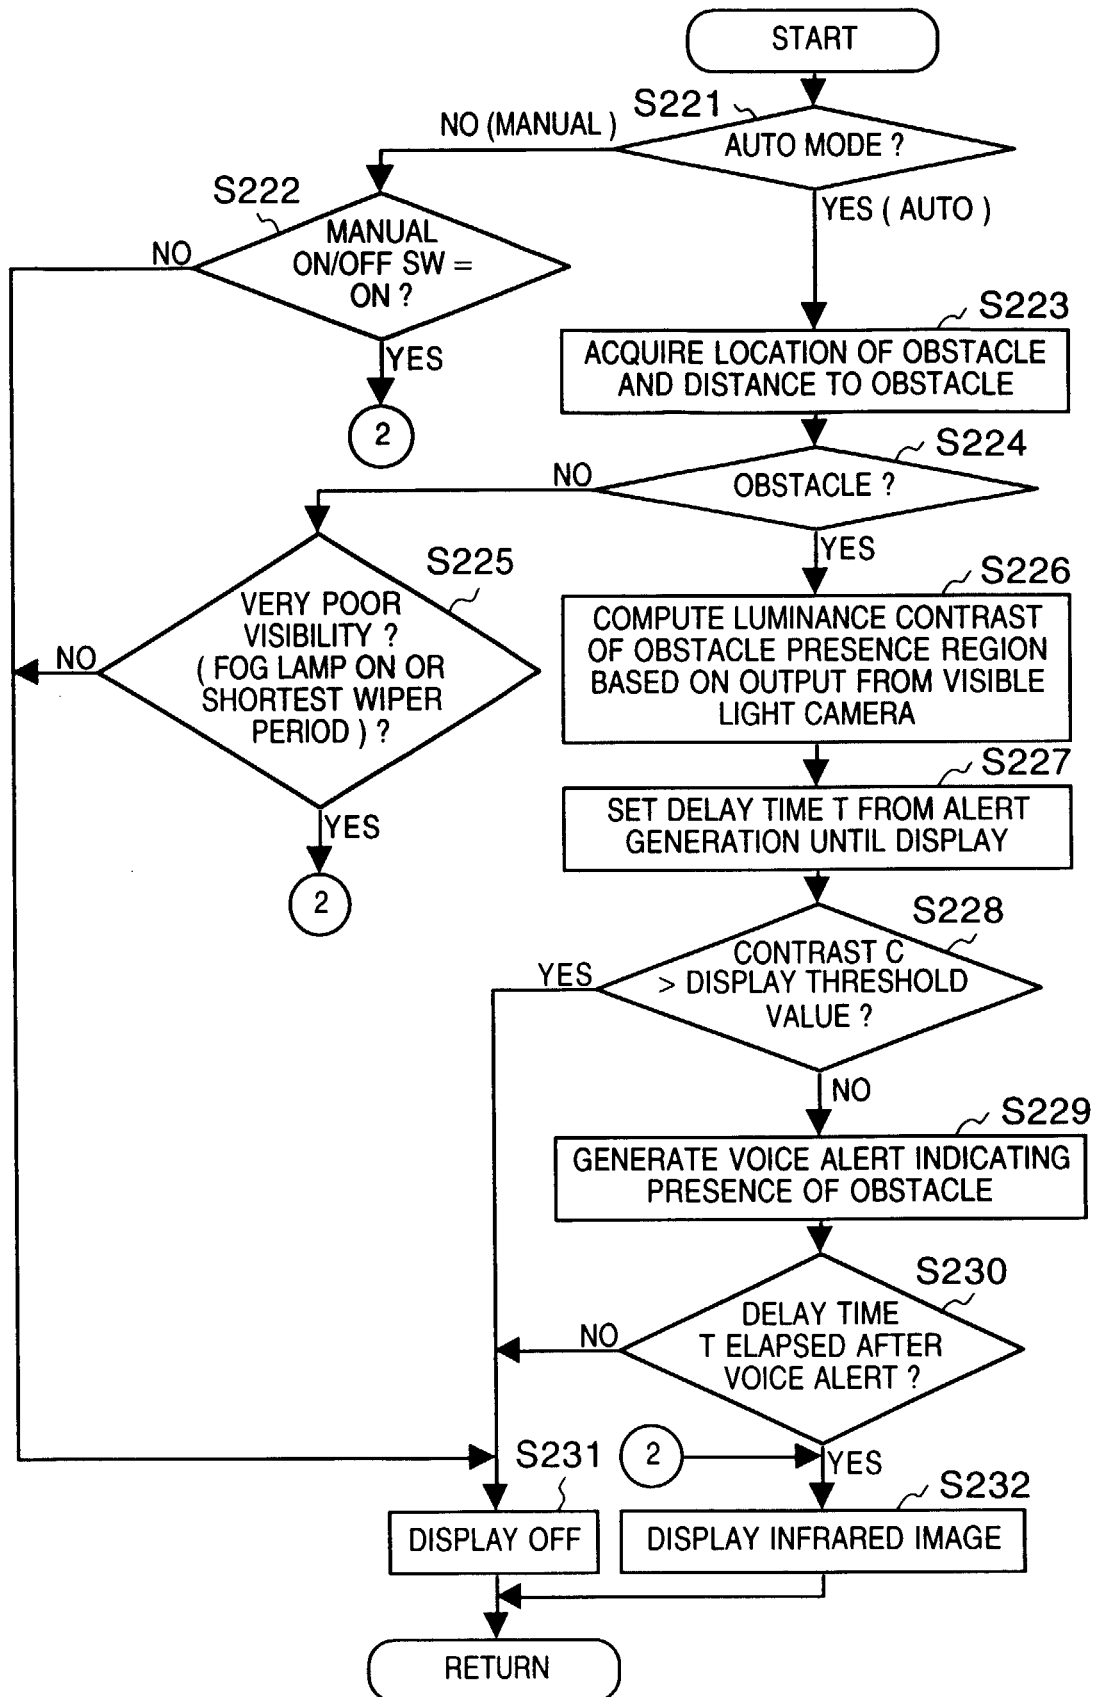 START
S221
NO (MANUAL )
AUTO MODE ?
YES ( AUTO )
S222
MANUAL
ON/OFF SW =
ON ?
NO
YES
2
S223
ACQUIRE LOCATION OF OBSTACLE
AND DISTANCE TO OBSTACLE
S224
OBSTACLE ?
NO
YES
S225
VERY POOR
VISIBILITY ?
( FOG LAMP ON OR
SHORTEST WIPER
PERIOD ) ?
NO
YES
2
S226
COMPUTE LUMINANCE CONTRAST
OF OBSTACLE PRESENCE REGION
BASED ON OUTPUT FROM VISIBLE
LIGHT CAMERA
S227
SET DELAY TIME T FROM ALERT
GENERATION UNTIL DISPLAY
S228
CONTRAST C
> DISPLAY THRESHOLD
VALUE ?
YES
NO
S229
GENERATE VOICE ALERT INDICATING
PRESENCE OF OBSTACLE
S230
DELAY TIME
T ELAPSED AFTER
VOICE ALERT ?
NO
YES
2
S231
DISPLAY OFF
S232
DISPLAY INFRARED IMAGE
RETURN